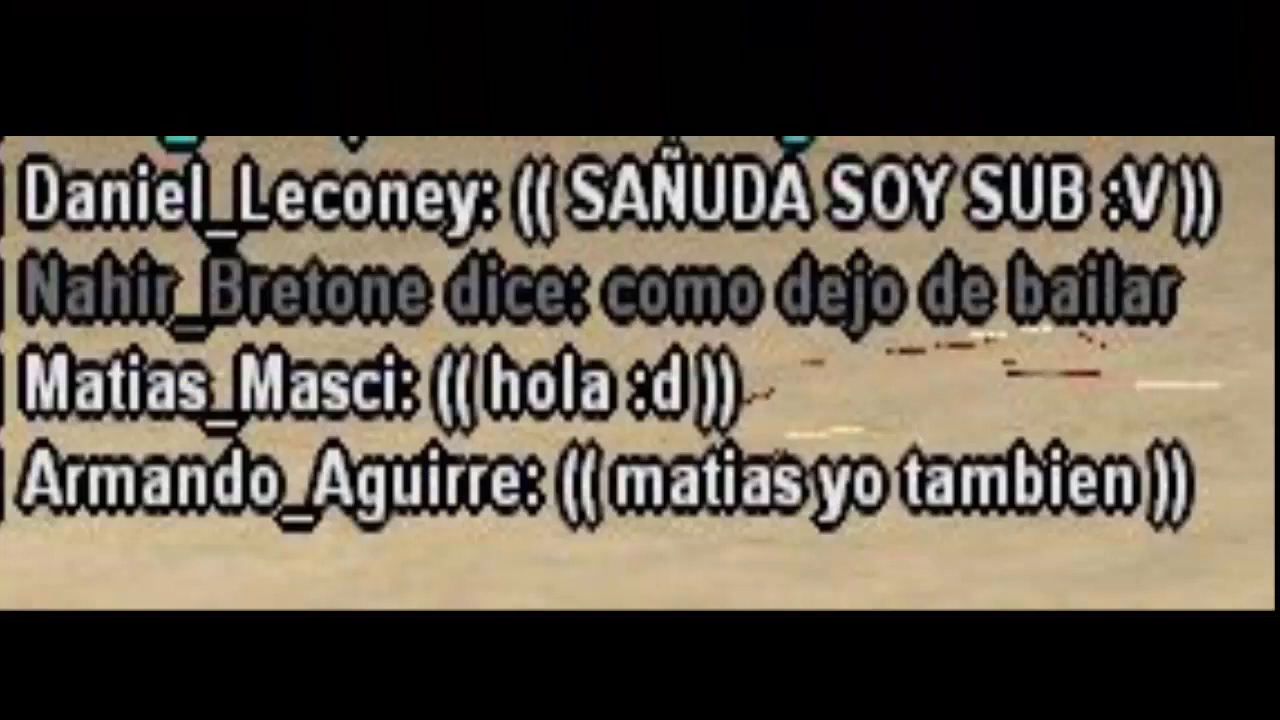 Daniel_Leconey: (( SAÑUDA SOY SUB :V ))
Nahir_Bretone dice: como dejo de bailar
Matias_Masci: (( hola :d ))
Armando_Aguirre: (( matias yo tambien ))